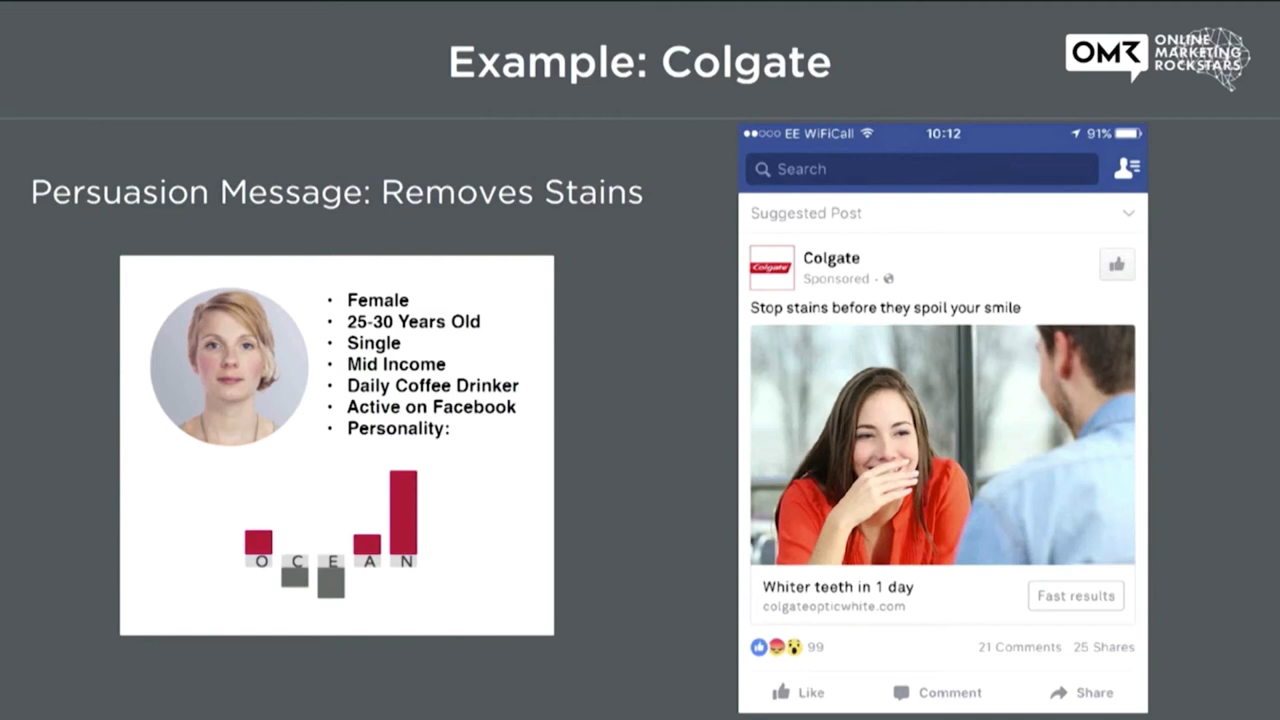 Example: Colgate
OMR
ONLINE
MARKETING
ROCKSTARS
Persuasion Message: Removes Stains
· Female
· 25-30 Years Old
· Single
· Mid Income
· Daily Coffee Drinker
· Active on Facebook
· Personality:
O C E A N
EE WiFiCall
10:12
91%
Search
Suggested Post
Colgate
Colgate
Sponsored ·
Stop stains before they spoil your smile
Whiter teeth in 1 day
colgateopticwhite.com
Fast results
99
21 Comments 25 Shares
Like
Comment
Share